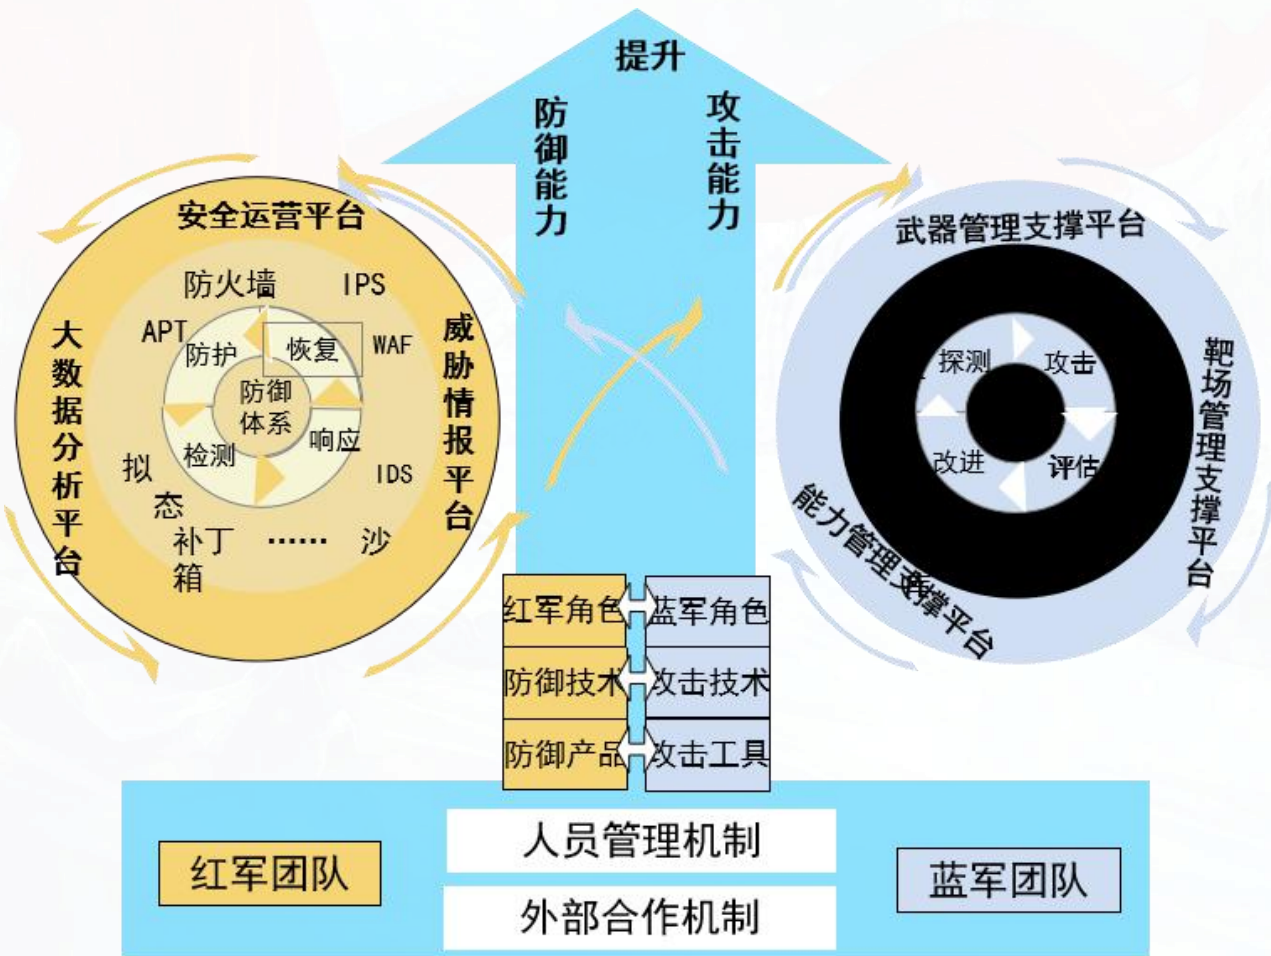 提升
防御能力
攻击能力
安全运营平台
大数据分析平台
威胁情报平台
防火墙
IPS
APT
WAF
IDS
拟
态
补丁
……
沙
箱
防护
恢复
检测
响应
防御
体系
武器管理支撑平台
靶场管理支撑平台
能力管理支撑平台
探测
攻击
改进
评估
红军角色
蓝军角色
防御技术
攻击技术
防御产品
攻击工具
人员管理机制
外部合作机制
红军团队
蓝军团队